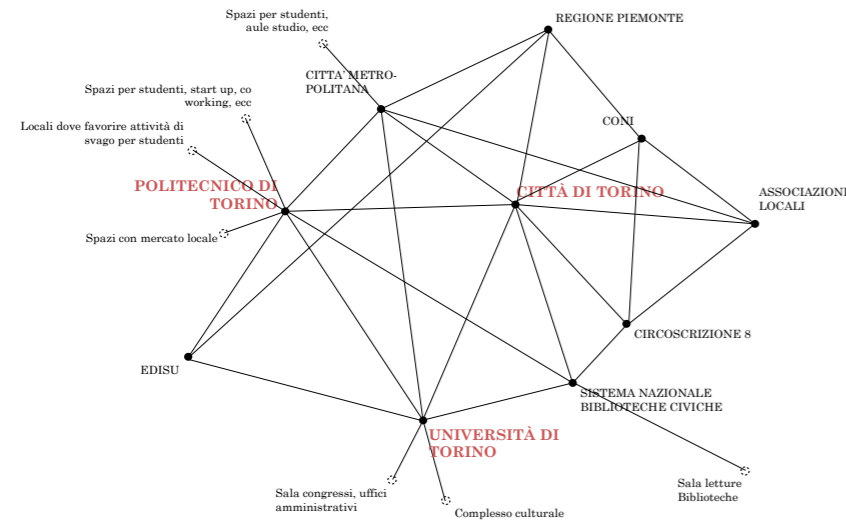 Spazi per studenti,
aule studio, ecc
REGIONE PIEMONTE
CITTA' METRO-
POLITANA
Spazi per studenti, start up, co
working, ecc
CONI
Locali dove favorire attività di
svago per studenti
POLITECNICO DI
TORINO
CITTÀ DI TORINO
ASSOCIAZIONI
LOCALI
Spazi con mercato locale
CIRCOSCRIZIONE 8
EDISU
SISTEMA NAZIONALE
BIBLIOTECHE CIVICHE
UNIVERSITÀ DI
TORINO
Sala letture
Biblioteche
Sala congressi, uffici
amministrativi
Complesso culturale